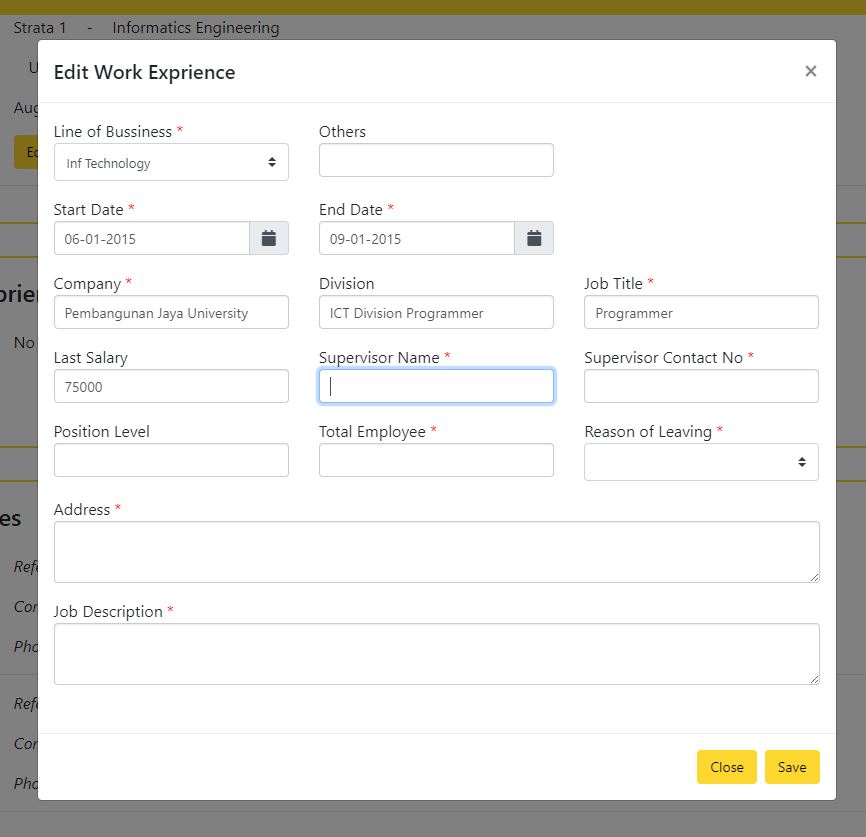 Strata 1 - Informatics Engineering
Edit Work Exprience ×
Line of Bussiness * Others
Inf Technology
Start Date * End Date *
06-01-2015 09-01-2015
Company * Division Job Title *
Pembangunan Jaya University ICT Division Programmer Programmer
No
Last Salary Supervisor Name * Supervisor Contact No *
75000
Position Level Total Employee * Reason of Leaving *
Address *
Job Description *
Close Save